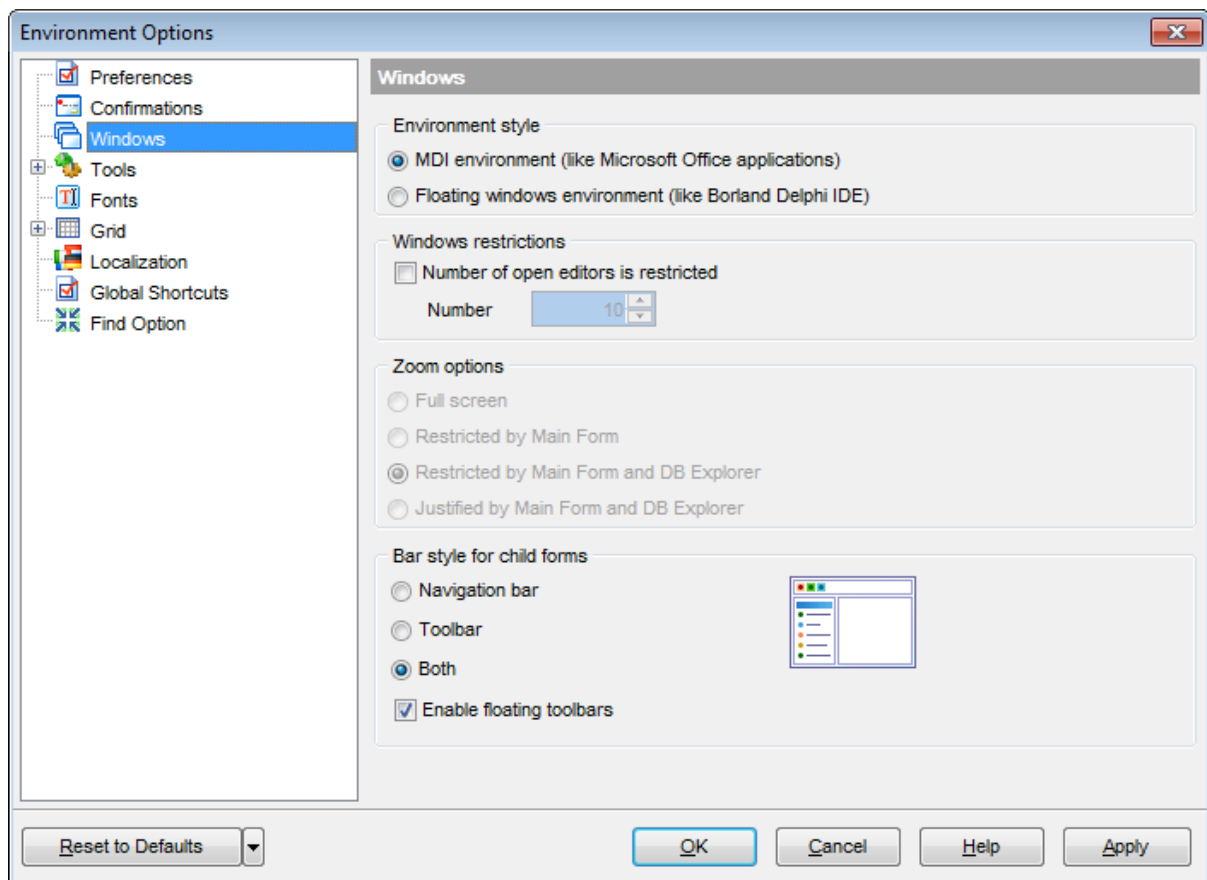 Environment Options
Preferences
Confirmations
Windows
Tools
Fonts
Grid
Localization
Global Shortcuts
Find Option
Windows
Environment style
MDI environment (like Microsoft Office applications)
Floating windows environment (like Borland Delphi IDE)
Windows restrictions
Number of open editors is restricted
Number 10
Zoom options
Full screen
Restricted by Main Form
Restricted by Main Form and DB Explorer
Justified by Main Form and DB Explorer
Bar style for child forms
Navigation bar
Toolbar
Both
Enable floating toolbars
Reset to Defaults OK Cancel Help Apply